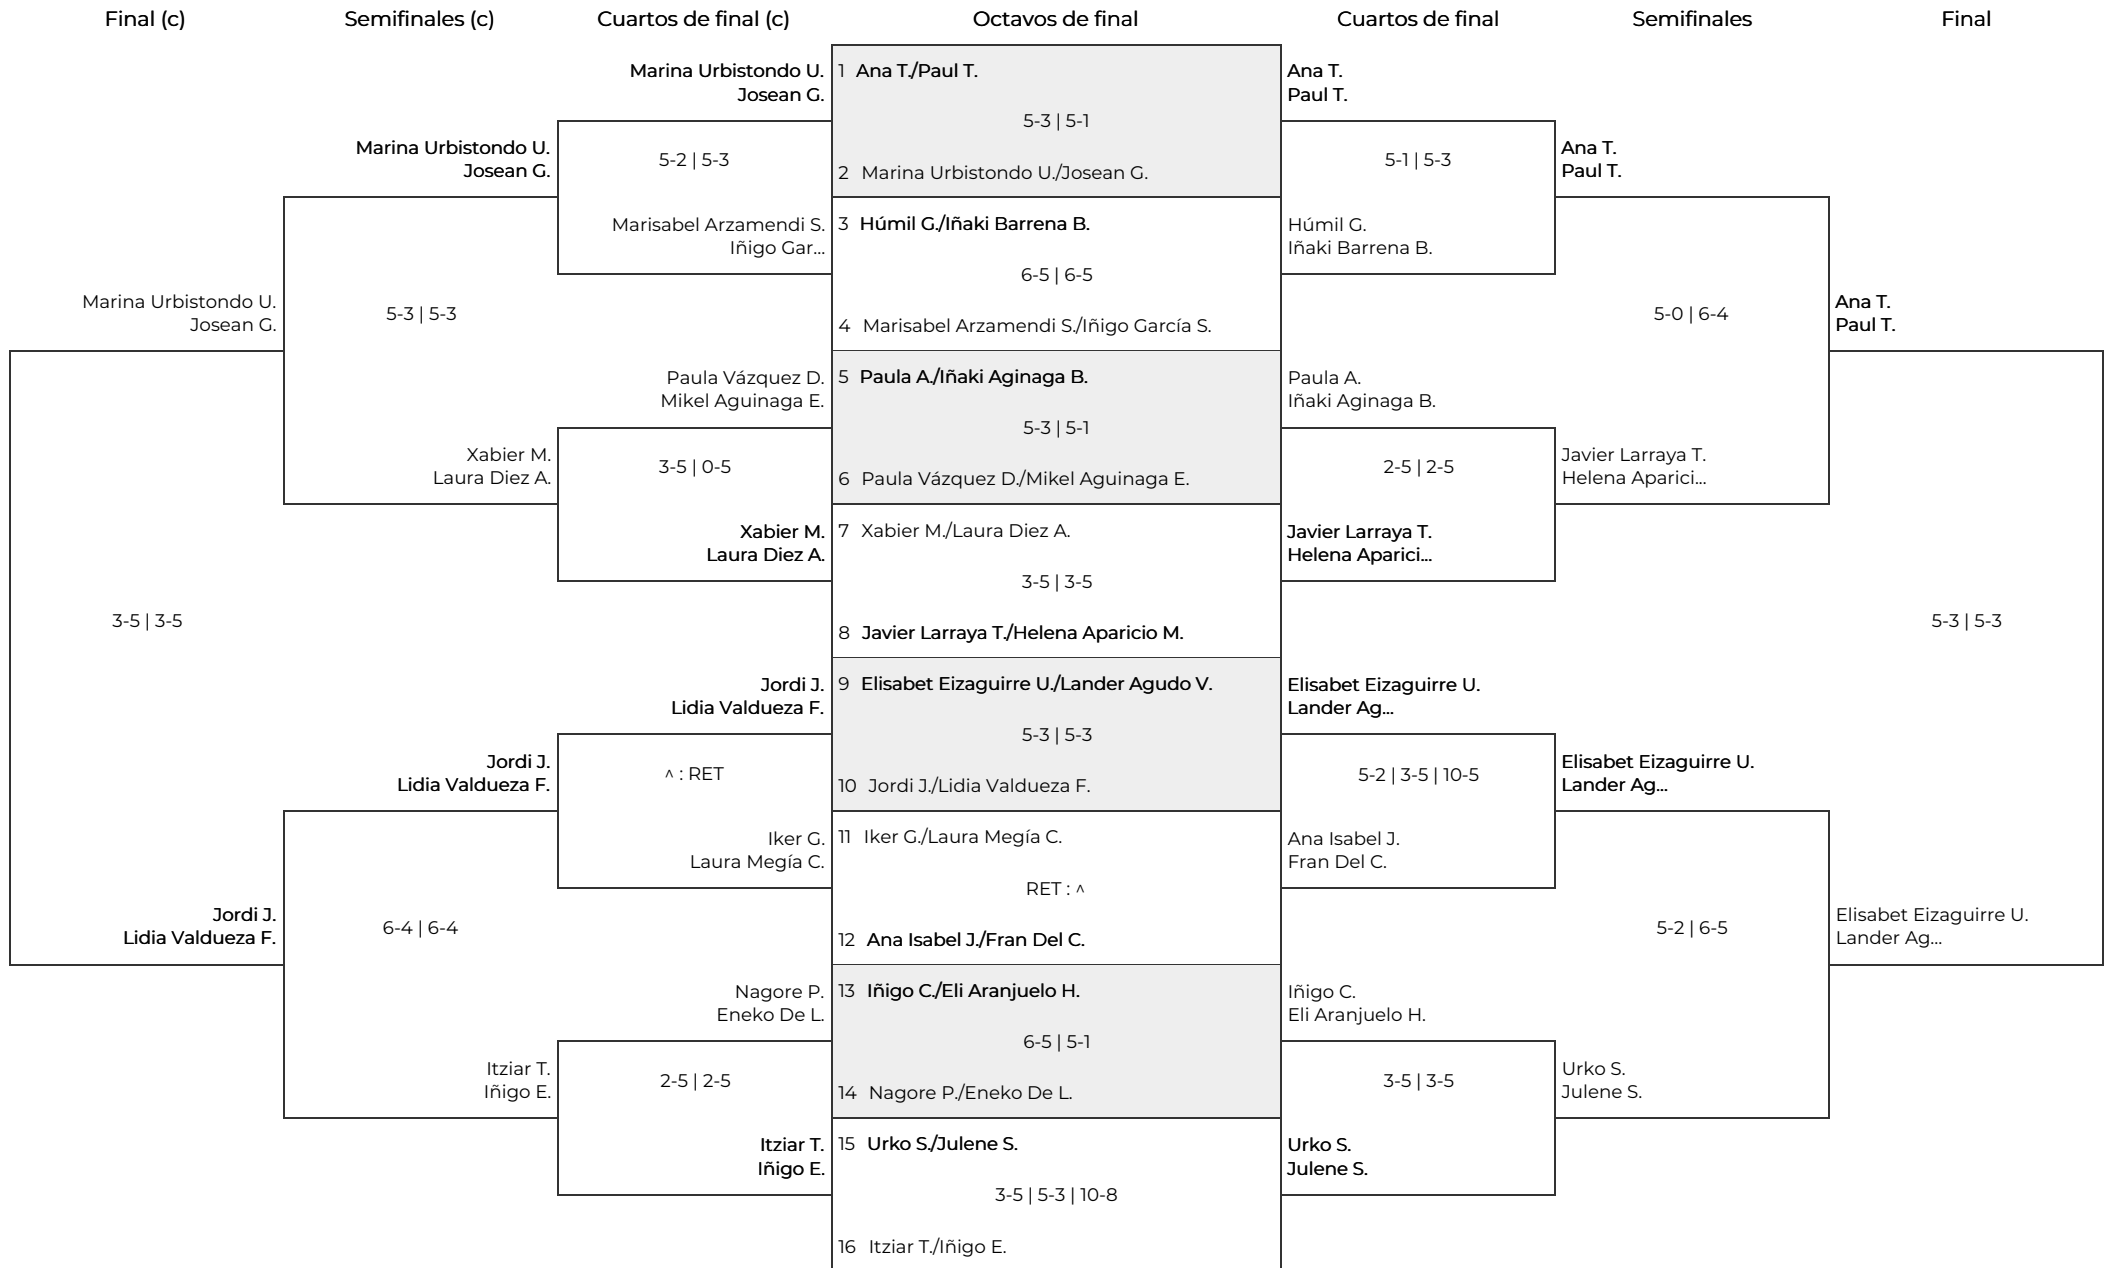 Final (c)
Semifinales (c)
Cuartos de final (c)
Octavos de final
Cuartos de final
Semifinales
Final
Marina Urbistondo U.
Josean G.
3-5 | 3-5
Jordi J.
Lidia Valdueza F.
Marina Urbistondo U.
Josean G.
5-3 | 5-3
Xabier M.
Laura Diez A.
Jordi J.
Lidia Valdueza F.
6-4 | 6-4
Itziar T.
Iñigo E.
Marina Urbistondo U.
Josean G.
5-2 | 5-3
Marisabel Arzamendi S.
Iñigo Gar...
Paula Vázquez D.
Mikel Aguinaga E.
3-5 | 0-5
Xabier M.
Laura Diez A.
Jordi J.
Lidia Valdueza F.
^ : RET
Iker G.
Laura Megía C.
Nagore P.
Eneko De L.
2-5 | 2-5
Itziar T.
Iñigo E.
1 Ana T./Paul T.
5-3 | 5-1
2 Marina Urbistondo U./Josean G.
3 Húmil G./Iñaki Barrena B.
6-5 | 6-5
4 Marisabel Arzamendi S./Iñigo García S.
5 Paula A./Iñaki Aginaga B.
5-3 | 5-1
6 Paula Vázquez D./Mikel Aguinaga E.
7 Xabier M./Laura Diez A.
3-5 | 3-5
8 Javier Larraya T./Helena Aparicio M.
9 Elisabet Eizaguirre U./Lander Agudo V.
5-3 | 5-3
10 Jordi J./Lidia Valdueza F.
11 Iker G./Laura Megía C.
RET : ^
12 Ana Isabel J./Fran Del C.
13 Iñigo C./Eli Aranjuelo H.
6-5 | 5-1
14 Nagore P./Eneko De L.
15 Urko S./Julene S.
3-5 | 5-3 | 10-8
16 Itziar T./Iñigo E.
Ana T.
Paul T.
5-1 | 5-3
Húmil G.
Iñaki Barrena B.
Paula A.
Iñaki Aginaga B.
2-5 | 2-5
Javier Larraya T.
Helena Aparici...
Elisabet Eizaguirre U.
Lander Ag...
5-2 | 3-5 | 10-5
Ana Isabel J.
Fran Del C.
Iñigo C.
Eli Aranjuelo H.
3-5 | 3-5
Urko S.
Julene S.
Ana T.
Paul T.
5-0 | 6-4
Javier Larraya T.
Helena Aparici...
Elisabet Eizaguirre U.
Lander Ag...
5-2 | 6-5
Urko S.
Julene S.
Ana T.
Paul T.
5-3 | 5-3
Elisabet Eizaguirre U.
Lander Ag...